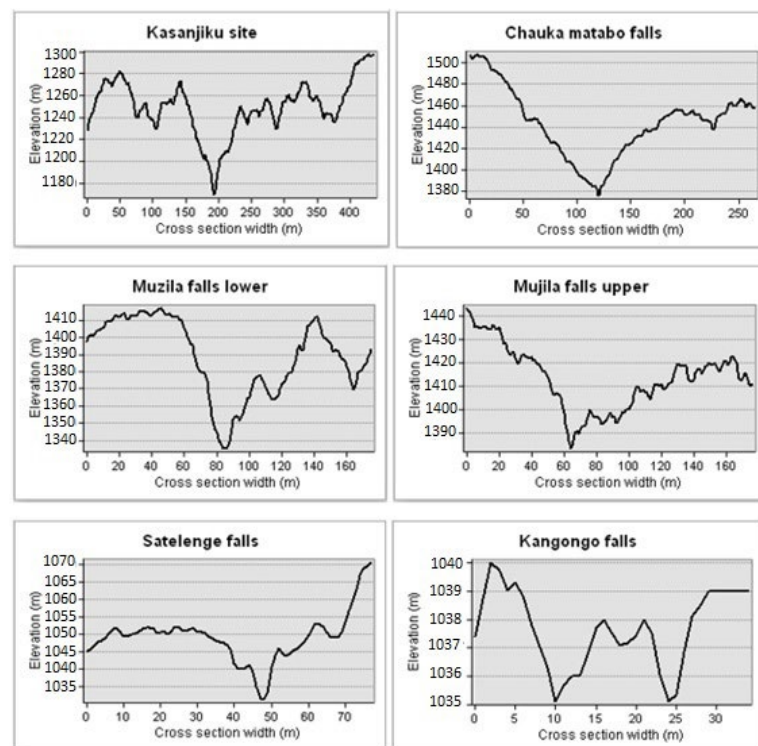 Kasanjiku site
Elevation (m)
1300
1280
1260
1240
1220
1200
1180
0 50 100 150 200 250 300 350 400
Cross section width (m)
Chauka matabo falls
Elevation (m)
1500
1480
1460
1440
1420
1400
1380
0 50 100 150 200 250
Cross section width (m)
Muzila falls lower
Elevation (m)
1410
1400
1390
1380
1370
1360
1350
1340
0 20 40 60 80 100 120 140 160
Cross section width (m)
Mujila falls upper
Elevation (m)
1440
1430
1420
1410
1400
1390
0 20 40 60 80 100 120 140 160
Cross section width (m)
Satelenge falls
Elevation (m)
1070
1065
1060
1055
1050
1045
1040
1035
0 10 20 30 40 50 60 70
Cross section width (m)
Kangongo falls
Elevation (m)
1040
1039
1038
1037
1036
1035
0 5 10 15 20 25 30
Cross section width (m)